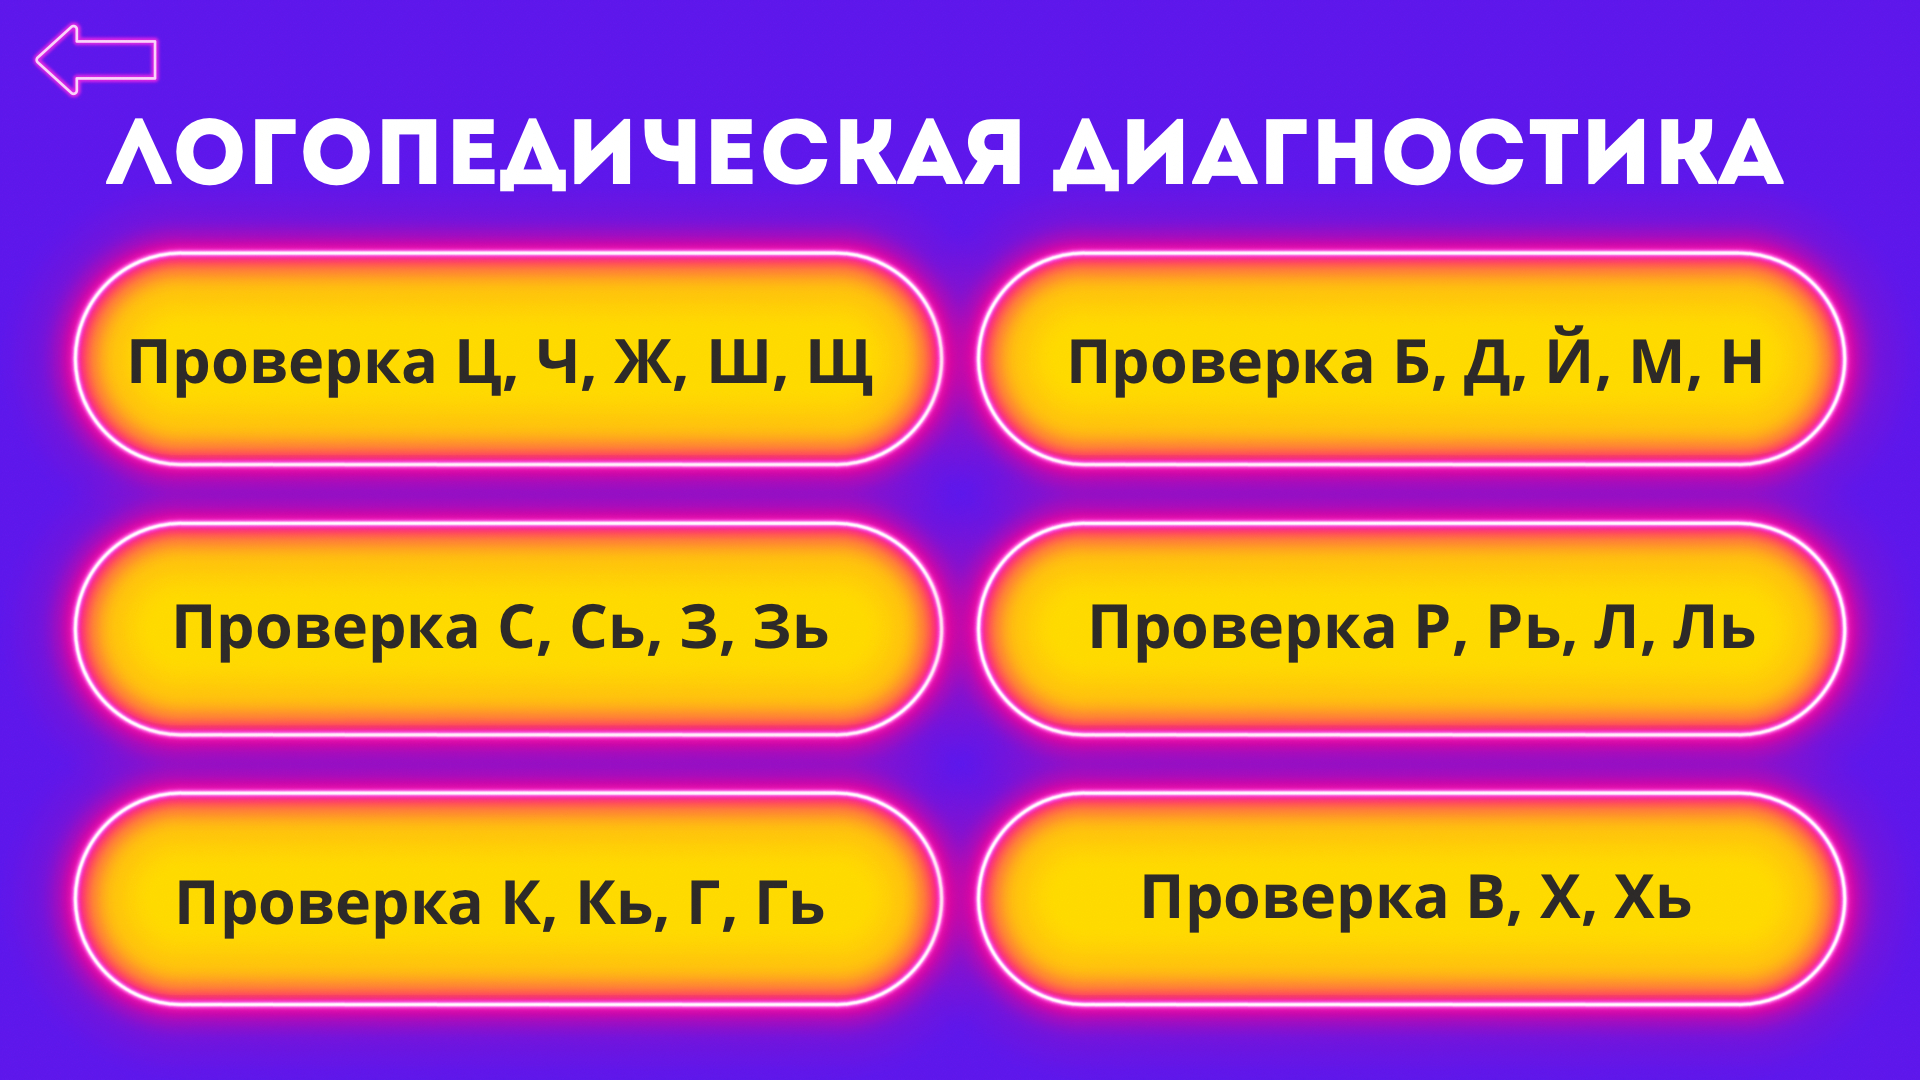 ЛОГОПЕДИЧЕСКАЯ ДИАГНОСТИКА
Проверка Ц, Ч, Ж, Ш, Щ
Проверка Б, Д, Й, М, Н
Проверка С, Сь, З, Зь
Проверка Р, Рь, Л, Ль
Проверка К, Кь, Г, Гь
Проверка В, Х, Хь